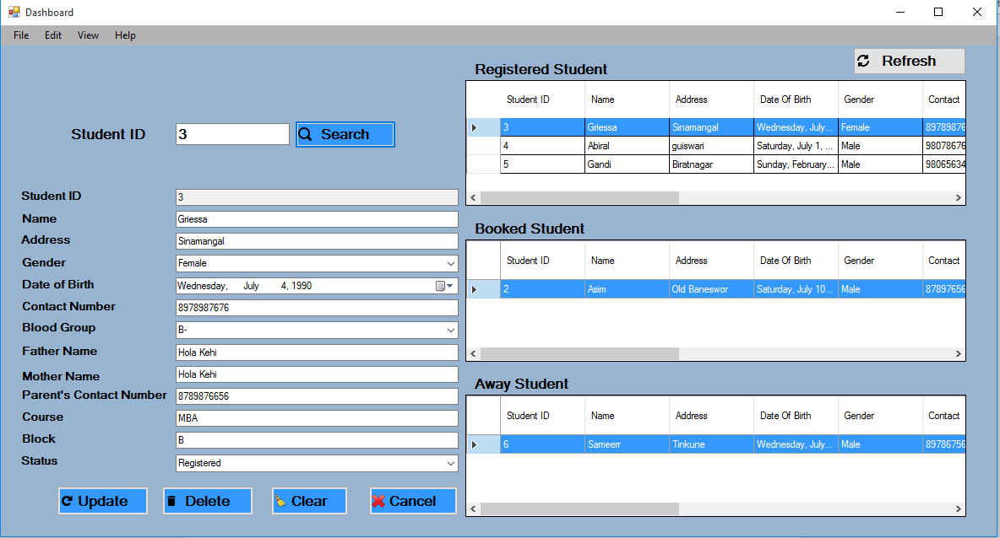 Dashboard
File Edit View Help
Student ID 3 Search
Student ID 3
Name Griessa
Address Sinamangal
Gender Female
Date of Birth Wednesday, July 4, 1990
Contact Number 8978987676
Blood Group B-
Father Name Hola Kehi
Mother Name Hola Kehi
Parent's Contact Number 8789876656
Course MBA
Block B
Status Registered
Update Delete Clear Cancel
Refresh
Registered Student
Student ID Name Address Date Of Birth Gender Contact
3 Griessa Sinamangal Wednesday, July... Female 89789876
4 Abiral guiswari Saturday, July 1, ... Male 98078676
5 Gandi Biratnagar Sunday, February... Male 98065634
Booked Student
Student ID Name Address Date Of Birth Gender Contact
2 Asim Old Baneswor Saturday, July 10... Male 87897656
Away Student
Student ID Name Address Date Of Birth Gender Contact
6 Sameerr Tinkune Wednesday, July... Male 89786756